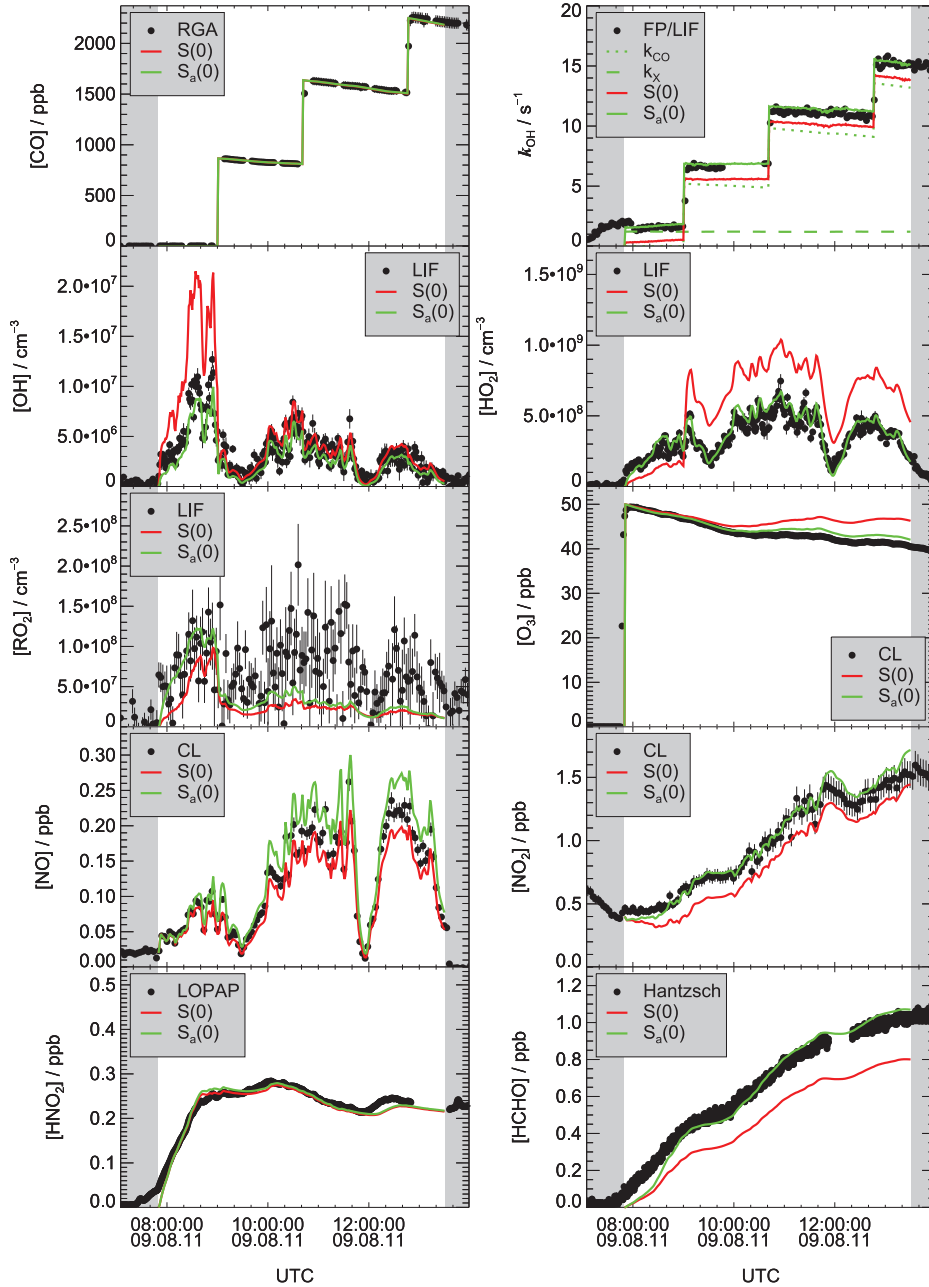 [CO] / ppb
2000
1500
1000
500
0
RGA
S(0)
Sa(0)
kOH / s⁻¹
20
15
10
5
0
FP/LIF
kCO
kX
S(0)
Sa(0)
[OH] / cm⁻³
2.0•10⁷
1.5•10⁷
1.0•10⁷
5.0•10⁶
0
LIF
S(0)
Sa(0)
[HO₂] / cm⁻³
1.5•10⁹
1.0•10⁹
5.0•10⁸
0
LIF
S(0)
Sa(0)
[RO₂] / cm⁻³
2.5•10⁸
2.0•10⁸
1.5•10⁸
1.0•10⁸
5.0•10⁷
0
LIF
S(0)
Sa(0)
[O₃] / ppb
50
40
30
20
10
0
CL
S(0)
Sa(0)
[NO] / ppb
0.30
0.25
0.20
0.15
0.10
0.05
0.00
CL
S(0)
Sa(0)
[NO₂] / ppb
1.5
1.0
0.5
0.0
CL
S(0)
Sa(0)
[HNO₂] / ppb
0.5
0.4
0.3
0.2
0.1
0.0
LOPAP
S(0)
Sa(0)
[HCHO] / ppb
1.0
0.8
0.6
0.4
0.2
0.0
Hantzsch
S(0)
Sa(0)
08:00:00 10:00:00 12:00:00
09.08.11 09.08.11 09.08.11
UTC
08:00:00 10:00:00 12:00:00
09.08.11 09.08.11 09.08.11
UTC